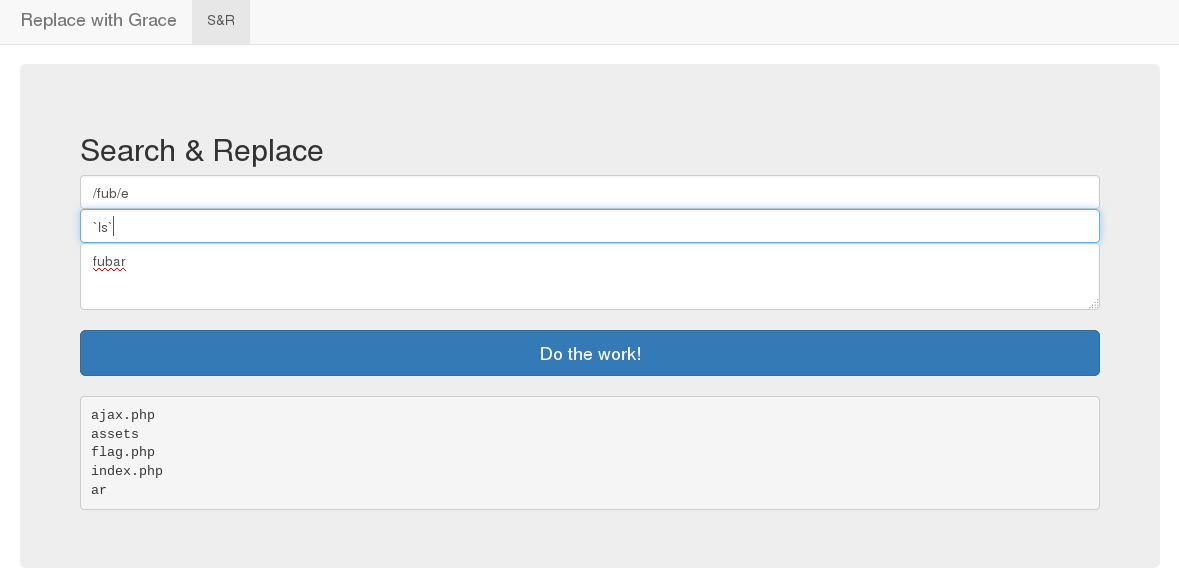 Replace with Grace S&R
Search & Replace
/fub/e
`ls`
fubar
Do the work!
ajax.php
assets
flag.php
index.php
ar